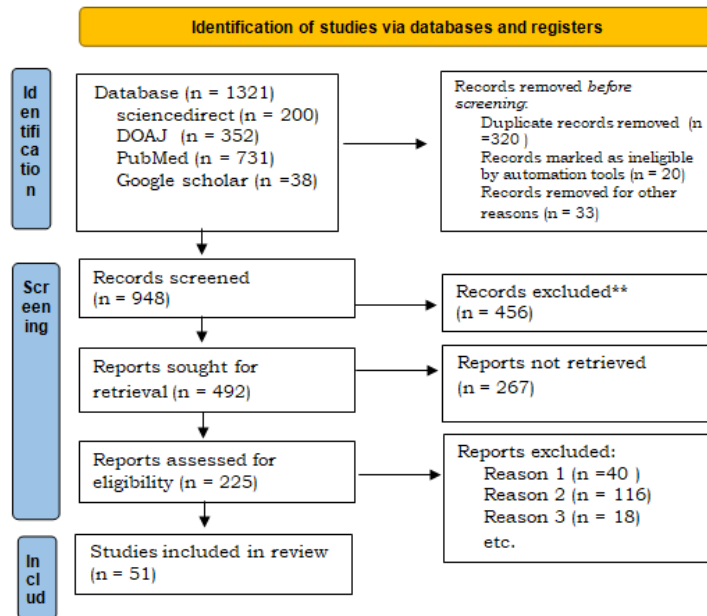 Identification of studies via databases and registers
Id
en
tifi
ca
tio
n
Database (n = 1321)
sciencedirect (n = 200)
DOAJ (n = 352)
PubMed (n = 731)
Google scholar (n =38)
Records removed before
screening:
Duplicate records removed (n
=320 )
Records marked as ineligible
by automation tools (n = 20)
Records removed for other
reasons (n = 33)
Scr
een
ing
Records screened
(n = 948)
Records excluded**
(n = 456)
Reports sought for
retrieval (n = 492)
Reports not retrieved
(n = 267)
Reports assessed for
eligibility (n = 225)
Reports excluded:
Reason 1 (n =40 )
Reason 2 (n = 116)
Reason 3 (n = 18)
etc.
In
cl
ud
Studies included in review
(n = 51)